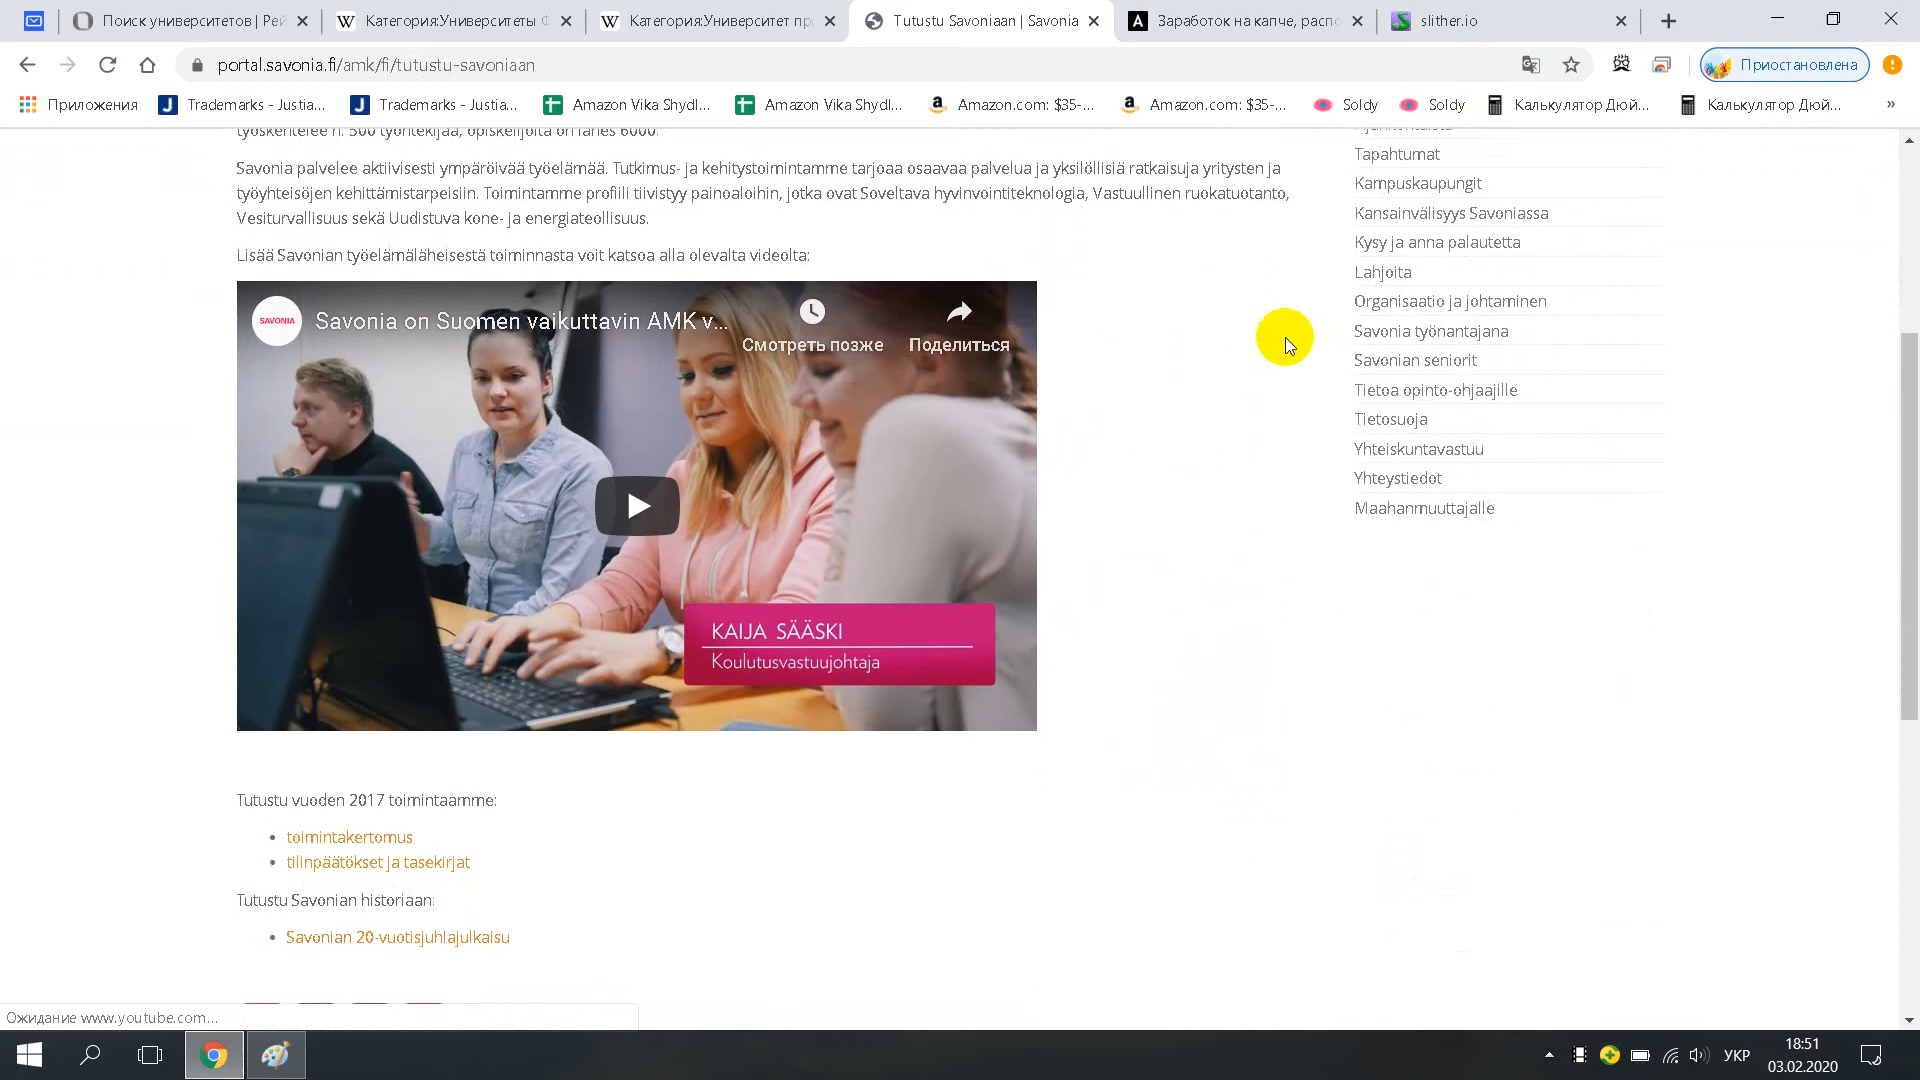 Поиск университетов | Рей
Категория:Университеты Ф
Категория:Университет пр
Tutustu Savoniaan | Savonia
Заработок на капче, распо
slither.io
portal.savonia.fi/amk/fi/tutustu-savoniaan
Приостановлена
Приложения
Trademarks - Justia...
Trademarks - Justia...
Amazon Vika Shydl...
Amazon Vika Shydl...
Amazon.com: $35-...
Amazon.com: $35-...
Soldy
Soldy
Калькулятор Дюй...
Калькулятор Дюй...
»
työskentelee n. 500 työntekijää, opiskelijoita on lähes 6000.
Savonia palvelee aktiivisesti ympäröivää työelämää. Tutkimus- ja kehitystoimintamme tarjoaa osaavaa palvelua ja yksilöllisiä ratkaisuja yritysten ja
työyhteisöjen kehittämistarpeisiin. Toimintamme profiili tiivistyy painoaloihin, jotka ovat Soveltava hyvinvointiteknologia, Vastuullinen ruokatuotanto,
Vesiturvallisuus sekä Uudistuva kone- ja energiateollisuus.
Lisää Savonian työelämäläheisestä toiminnasta voit katsoa alla olevalta videolta:
SAVONIA
Savonia on Suomen vaikuttavin AMK v...
Смотреть позже
Поделиться
KAIJA SÄÄSKI
Koulutusvastuujohtaja
Tutustu vuoden 2017 toimintaamme:
• toimintakertomus
• tilinpäätökset ja tasekirjat
Tutustu Savonian historiaan:
• Savonian 20-vuotisjuhlajulkaisu
Tapahtumat
Kampuskaupungit
Kansainvälisyys Savoniassa
Kysy ja anna palautetta
Lahjoita
Organisaatio ja johtaminen
Savonia työnantajana
Savonian seniorit
Tietoa opinto-ohjaajille
Tietosuoja
Yhteiskuntavastuu
Yhteystiedot
Maahanmuuttajalle
Ожидание www.youtube.com...
УКР
18:51
03.02.2020